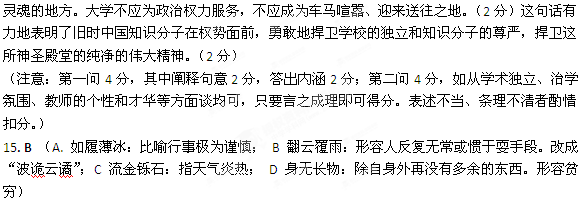 灵魂的地方。大学不应为政治权力服务，不应成为车马喧嚣、迎来送往之地。（2 分）这句话有
力地表明了旧时中国知识分子在权势面前，勇敢地捍卫学校的独立和知识分子的尊严，捍卫这
所神圣殿堂的纯净的伟大精神。（2 分）
（注意：第一问 4 分，其中阐释句意 2 分，答出内涵 2 分；第二问 4 分，如从学术独立、治学
氛围、教师的个性和才华等方面谈均可，只要言之成理即可得分。表述不当、条理不清者酌情
扣分。）
15. B （A. 如履薄冰：比喻行事极为谨慎； B 翻云覆雨：形容人反复无常或惯于耍手段。改成
“波诡云谲”；C 流金铄石：指天气炎热； D 身无长物：除自身外再没有多余的东西。形容贫
穷）